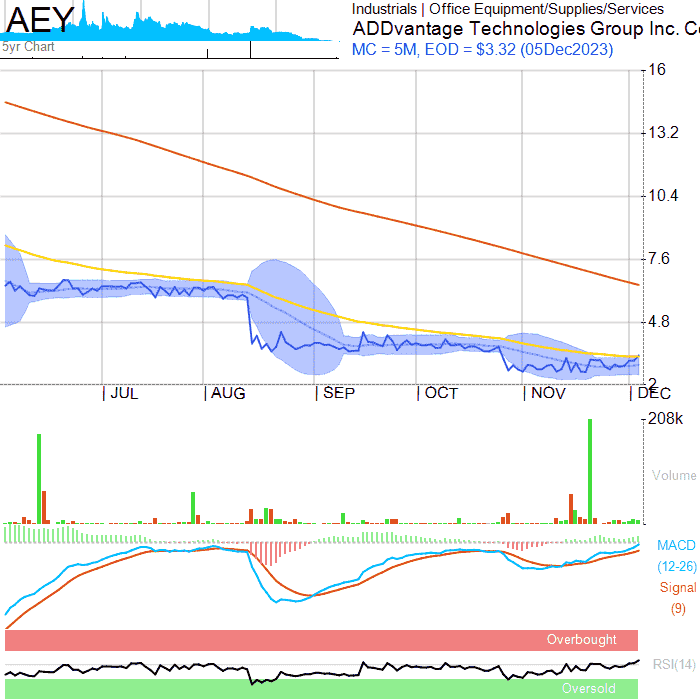 AEY
Industrials | Office Equipment/Supplies/Services
ADDvantage Technologies Group Inc. Co
MC = 5M, EOD = $3.32 (05Dec2023)
5yr Chart
16
13.2
10.4
7.6
4.8
2
| JUL | AUG | SEP | OCT | NOV | DEC
208k
Volume
MACD
(12-26)
Signal
(9)
Overbought
RSI(14)
Oversold